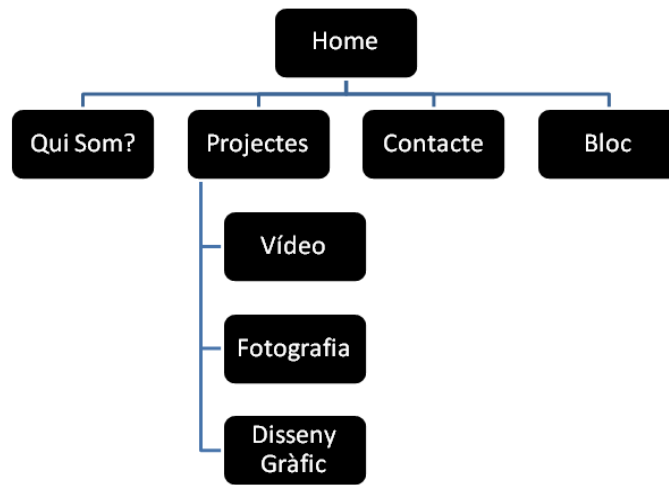 Home
Qui Som?
Projectes
Contacte
Bloc
Vídeo
Fotografia
Disseny
Gràfic